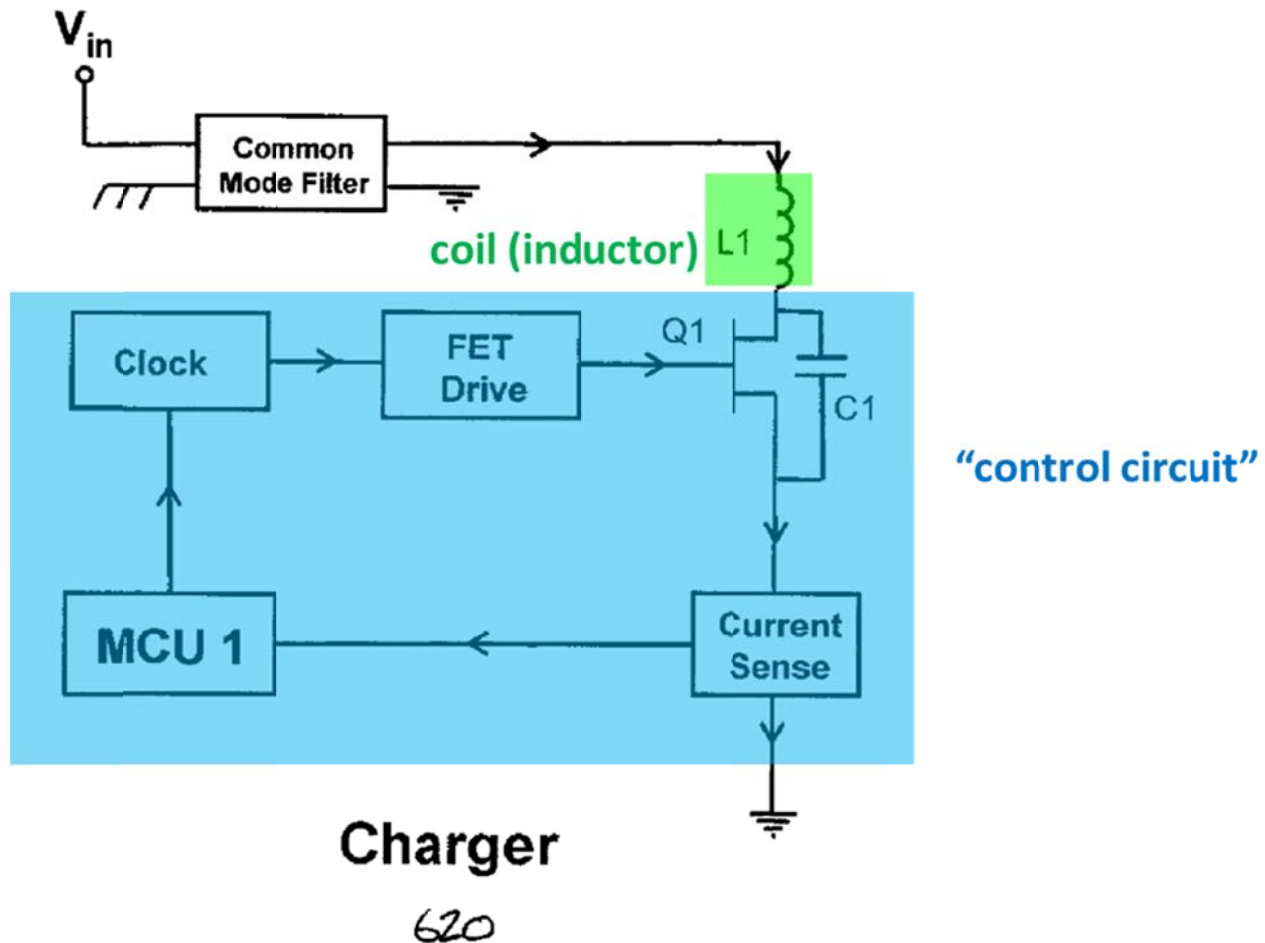 Vin
Common
Mode Filter
coil (inductor)
L1
Clock
FET
Drive
Q1
C1
"control circuit"
MCU 1
Current
Sense
Charger
620